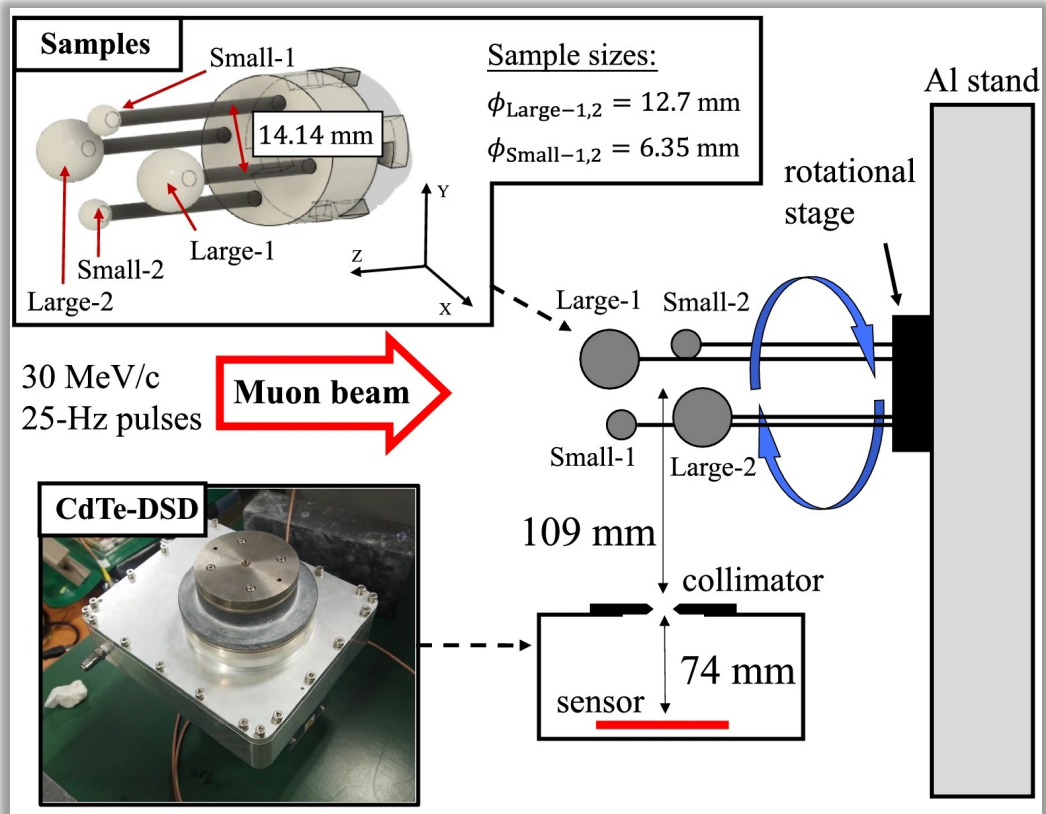 Samples
Small-1
14.14 mm
Y
Z
X
Large-1
Small-2
Large-2
Sample sizes:
ϕLarge−1,2 = 12.7 mm
ϕSmall−1,2 = 6.35 mm
Al stand
rotational
stage
Large-1
Small-2
30 MeV/c
25-Hz pulses
Muon beam
Small-1
Large-2
109 mm
CdTe-DSD
collimator
74 mm
sensor